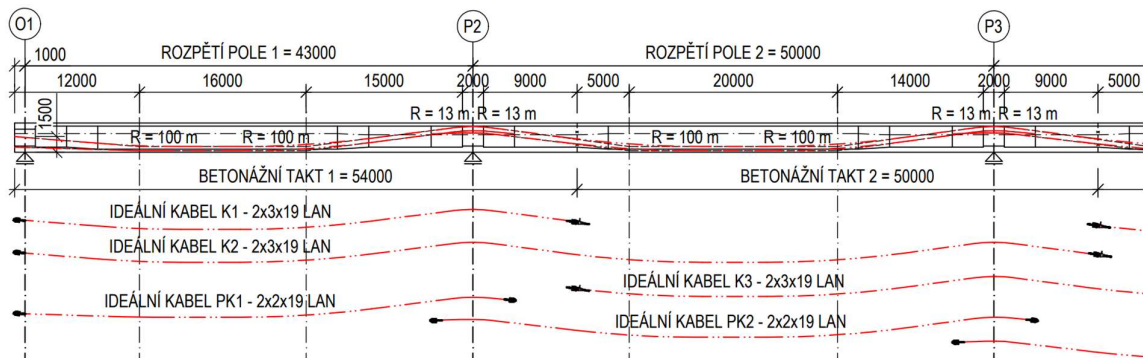 O1 P2 P3
1000 ROZPĚTÍ POLE 1 = 43000 ROZPĚTÍ POLE 2 = 50000
12000 16000 15000 2000 9000 5000 20000 14000 2000 9000 5000
1500
R = 13 m R = 13 m R = 13 m R = 13 m
R = 100 m R = 100 m R = 100 m R = 100 m
BETONÁŽNÍ TAKT 1 = 54000 BETONÁŽNÍ TAKT 2 = 50000
IDEÁLNÍ KABEL K1 - 2x3x19 LAN
IDEÁLNÍ KABEL K2 - 2x3x19 LAN
IDEÁLNÍ KABEL K3 - 2x3x19 LAN
IDEÁLNÍ KABEL PK1 - 2x2x19 LAN
IDEÁLNÍ KABEL PK2 - 2x2x19 LAN